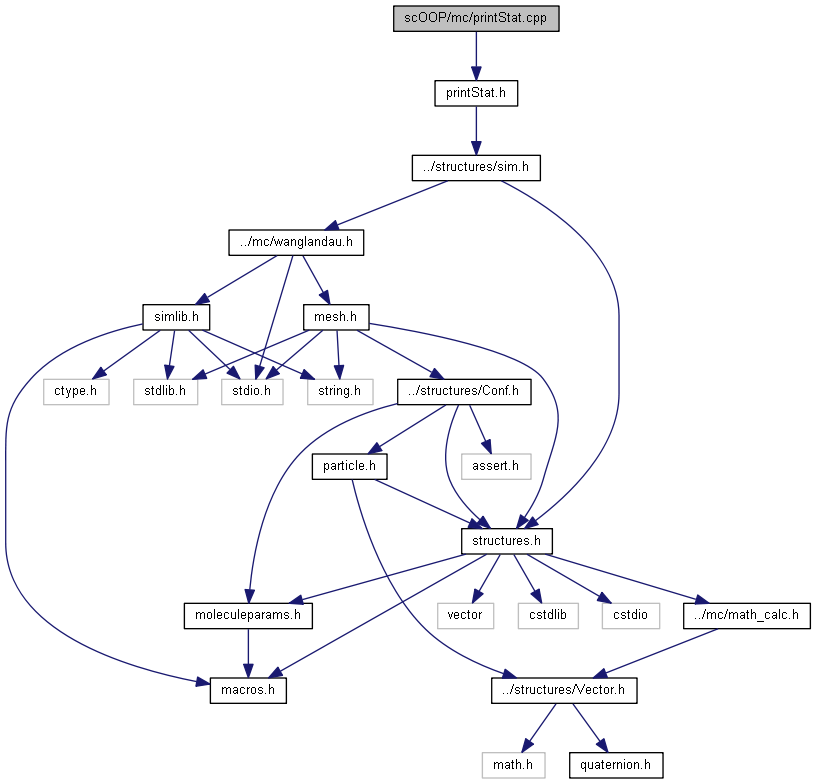 scOOP/mc/printStat.cpp
printStat.h
../structures/sim.h
../mc/wanglandau.h
simlib.h
mesh.h
ctype.h
stdlib.h
stdio.h
string.h
../structures/Conf.h
particle.h
assert.h
structures.h
moleculeparams.h
vector
cstdlib
cstdio
../mc/math_calc.h
macros.h
../structures/Vector.h
math.h
quaternion.h